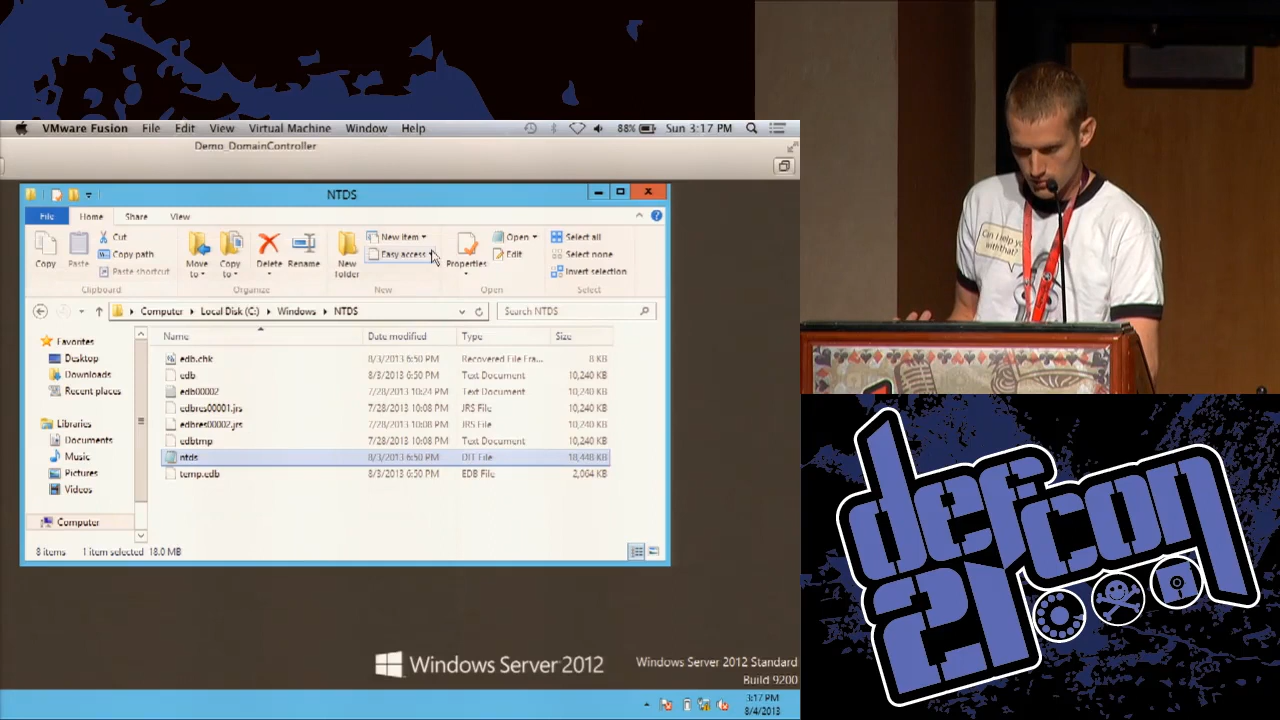 VMware Fusion File Edit View Virtual Machine Window Help 88% Sun 3:17 PM
Demo_DomainController
NTDS
File Home Share View
Copy
Paste
Cut
Copy path
Paste shortcut
Clipboard
Move to
Copy to
Delete
Rename
Organize
New folder
New item
Easy access
New
Properties
Open
Edit
Open
Select all
Select none
Invert selection
Select
Computer Local Disk (C:) Windows NTDS
Search NTDS
Favorites
Desktop
Downloads
Recent places
Libraries
Documents
Music
Pictures
Videos
Computer
Name Date modified Type Size
edb.chk 8/3/2013 6:50 PM Recovered File Fra... 8 KB
edb 8/3/2013 6:50 PM Text Document 10,240 KB
edb00002 7/28/2013 10:24 PM Text Document 10,240 KB
edbres00001.jrs 7/28/2013 10:08 PM JRS File 10,240 KB
edbres00002.jrs 7/28/2013 10:08 PM JRS File 10,240 KB
edbtmp 7/28/2013 10:08 PM Text Document 10,240 KB
ntds 8/3/2013 6:50 PM DIT File 18,448 KB
temp.edb 8/3/2013 6:50 PM EDB File 2,064 KB
8 items 1 item selected 18.0 MB
Windows Server 2012
Windows Server 2012 Standard
Build 9200
3:17 PM
8/4/2013
Can I help you
with that?
defcon
21